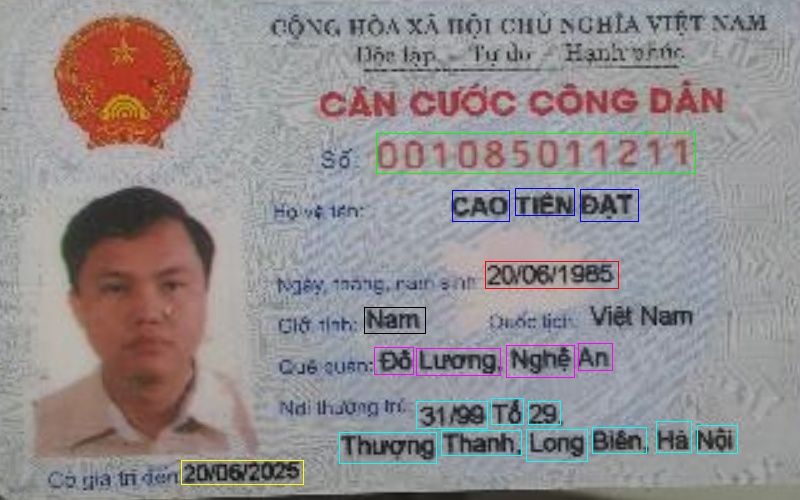 CỘNG HÒA XÃ HỘI CHỦ NGHĨA VIỆT NAM
Độc lập - Tự do - Hạnh phúc
CĂN CƯỚC CÔNG DÂN
Số: 001085011211
Họ và tên: CAO TIẾN ĐẠT
Ngày, tháng, năm sinh: 20/06/1985
Giới tính: Nam Quốc tịch: Việt Nam
Quê quán: Đô Lương, Nghệ An
Nơi thường trú: 31/99 Tổ 29,
Thượng Thanh, Long Biên, Hà Nội
Có giá trị đến: 20/06/2025